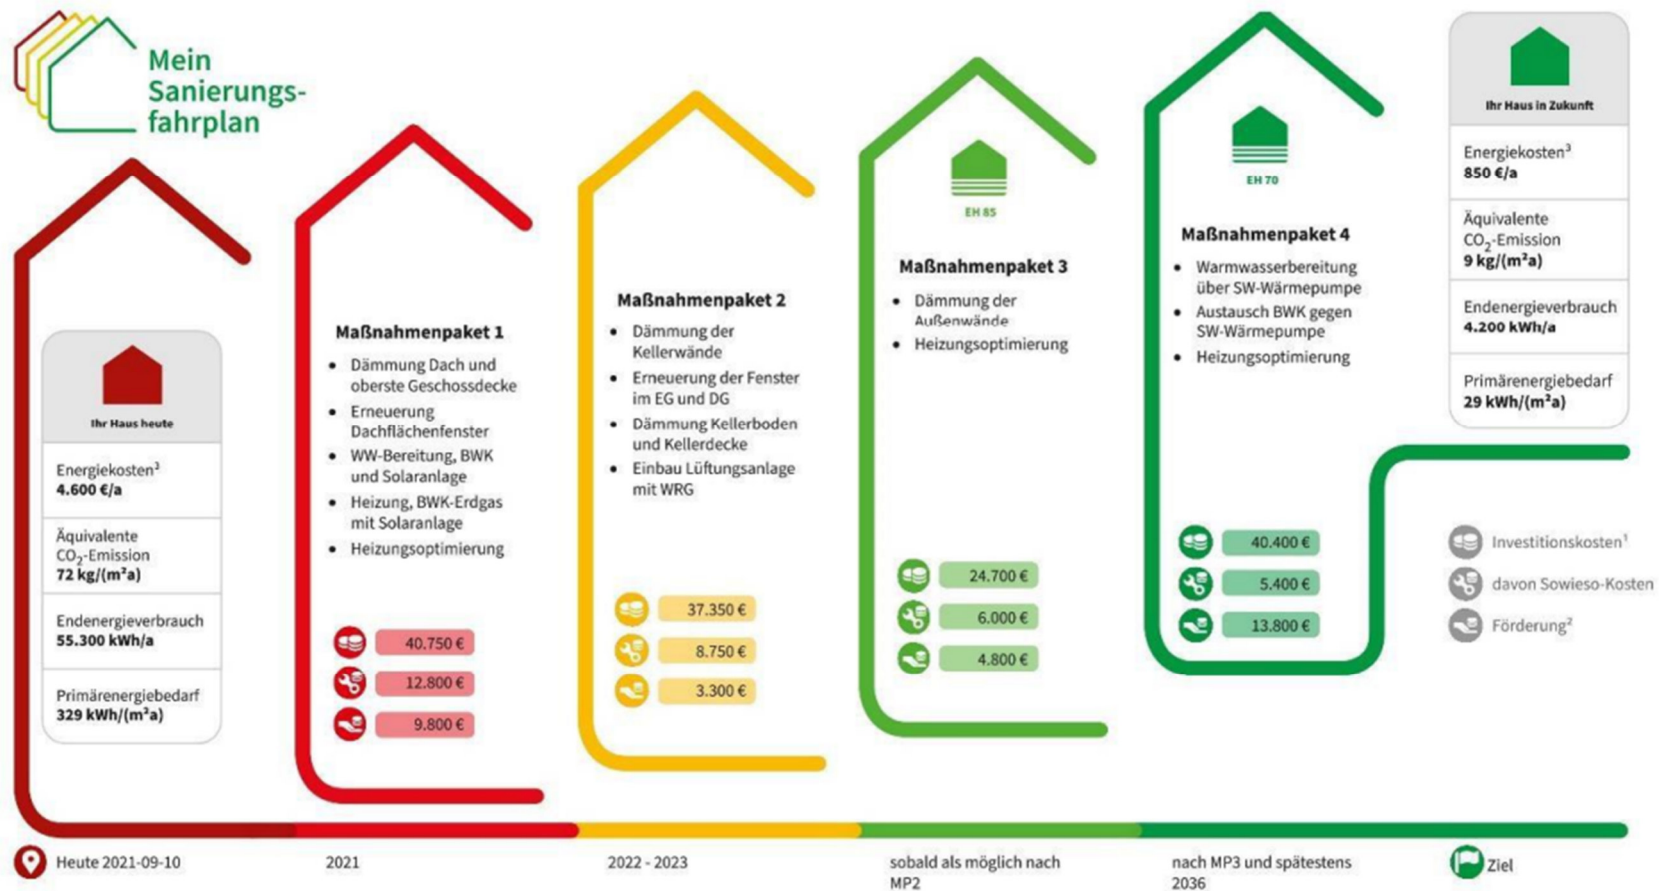 Mein
Sanierungs-
fahrplan
Ihr Haus heute
Energiekosten³
4.600 €/a
Äquivalente
CO₂-Emission
72 kg/(m²a)
Endenergieverbrauch
55.300 kWh/a
Primärenergiebedarf
329 kWh/(m²a)
Maßnahmenpaket 1
• Dämmung Dach und
oberste Geschossdecke
• Erneuerung
Dachflächenfenster
• WW-Bereitung, BWK
und Solaranlage
• Heizung, BWK-Erdgas
mit Solaranlage
• Heizungsoptimierung
40.750 €
12.800 €
9.800 €
Maßnahmenpaket 2
• Dämmung der
Kellerwände
• Erneuerung der Fenster
im EG und DG
• Dämmung Kellerboden
und Kellerdecke
• Einbau Lüftungsanlage
mit WRG
37.350 €
8.750 €
3.300 €
EH 85
Maßnahmenpaket 3
• Dämmung der
Außenwände
• Heizungsoptimierung
24.700 €
6.000 €
4.800 €
EH 70
Maßnahmenpaket 4
• Warmwasserbereitung
über SW-Wärmepumpe
• Austausch BWK gegen
SW-Wärmepumpe
• Heizungsoptimierung
40.400 €
5.400 €
13.800 €
Ihr Haus in Zukunft
Energiekosten³
850 €/a
Äquivalente
CO₂-Emission
9 kg/(m²a)
Endenergieverbrauch
4.200 kWh/a
Primärenergiebedarf
29 kWh/(m²a)
Investitionskosten¹
davon Sowieso-Kosten
Förderung²
Heute 2021-09-10
2021
2022 - 2023
sobald als möglich nach
MP2
nach MP3 und spätestens
2036
Ziel